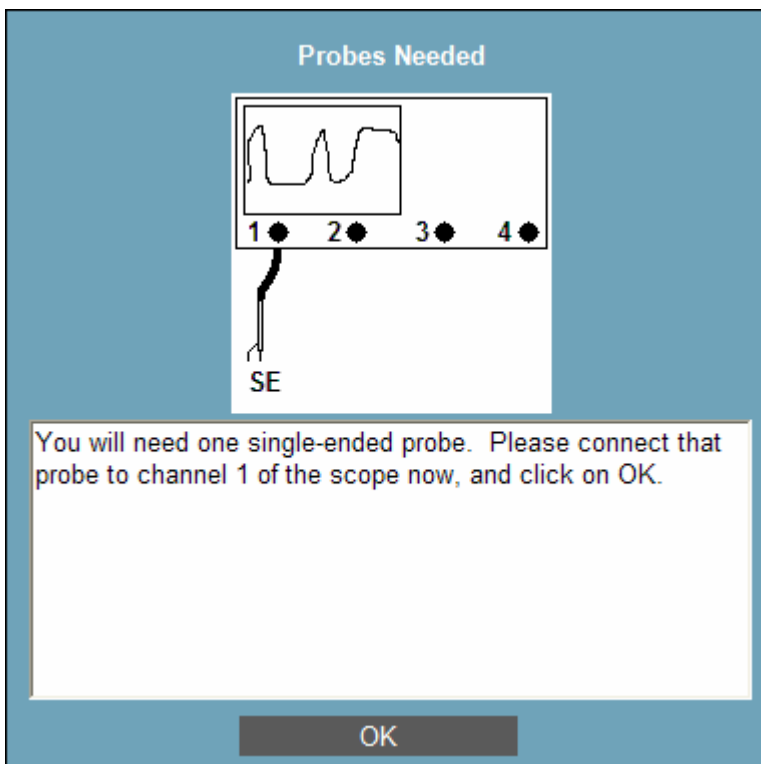 Probes Needed
1 2 3 4
SE
You will need one single-ended probe. Please connect that
probe to channel 1 of the scope now, and click on OK.
OK